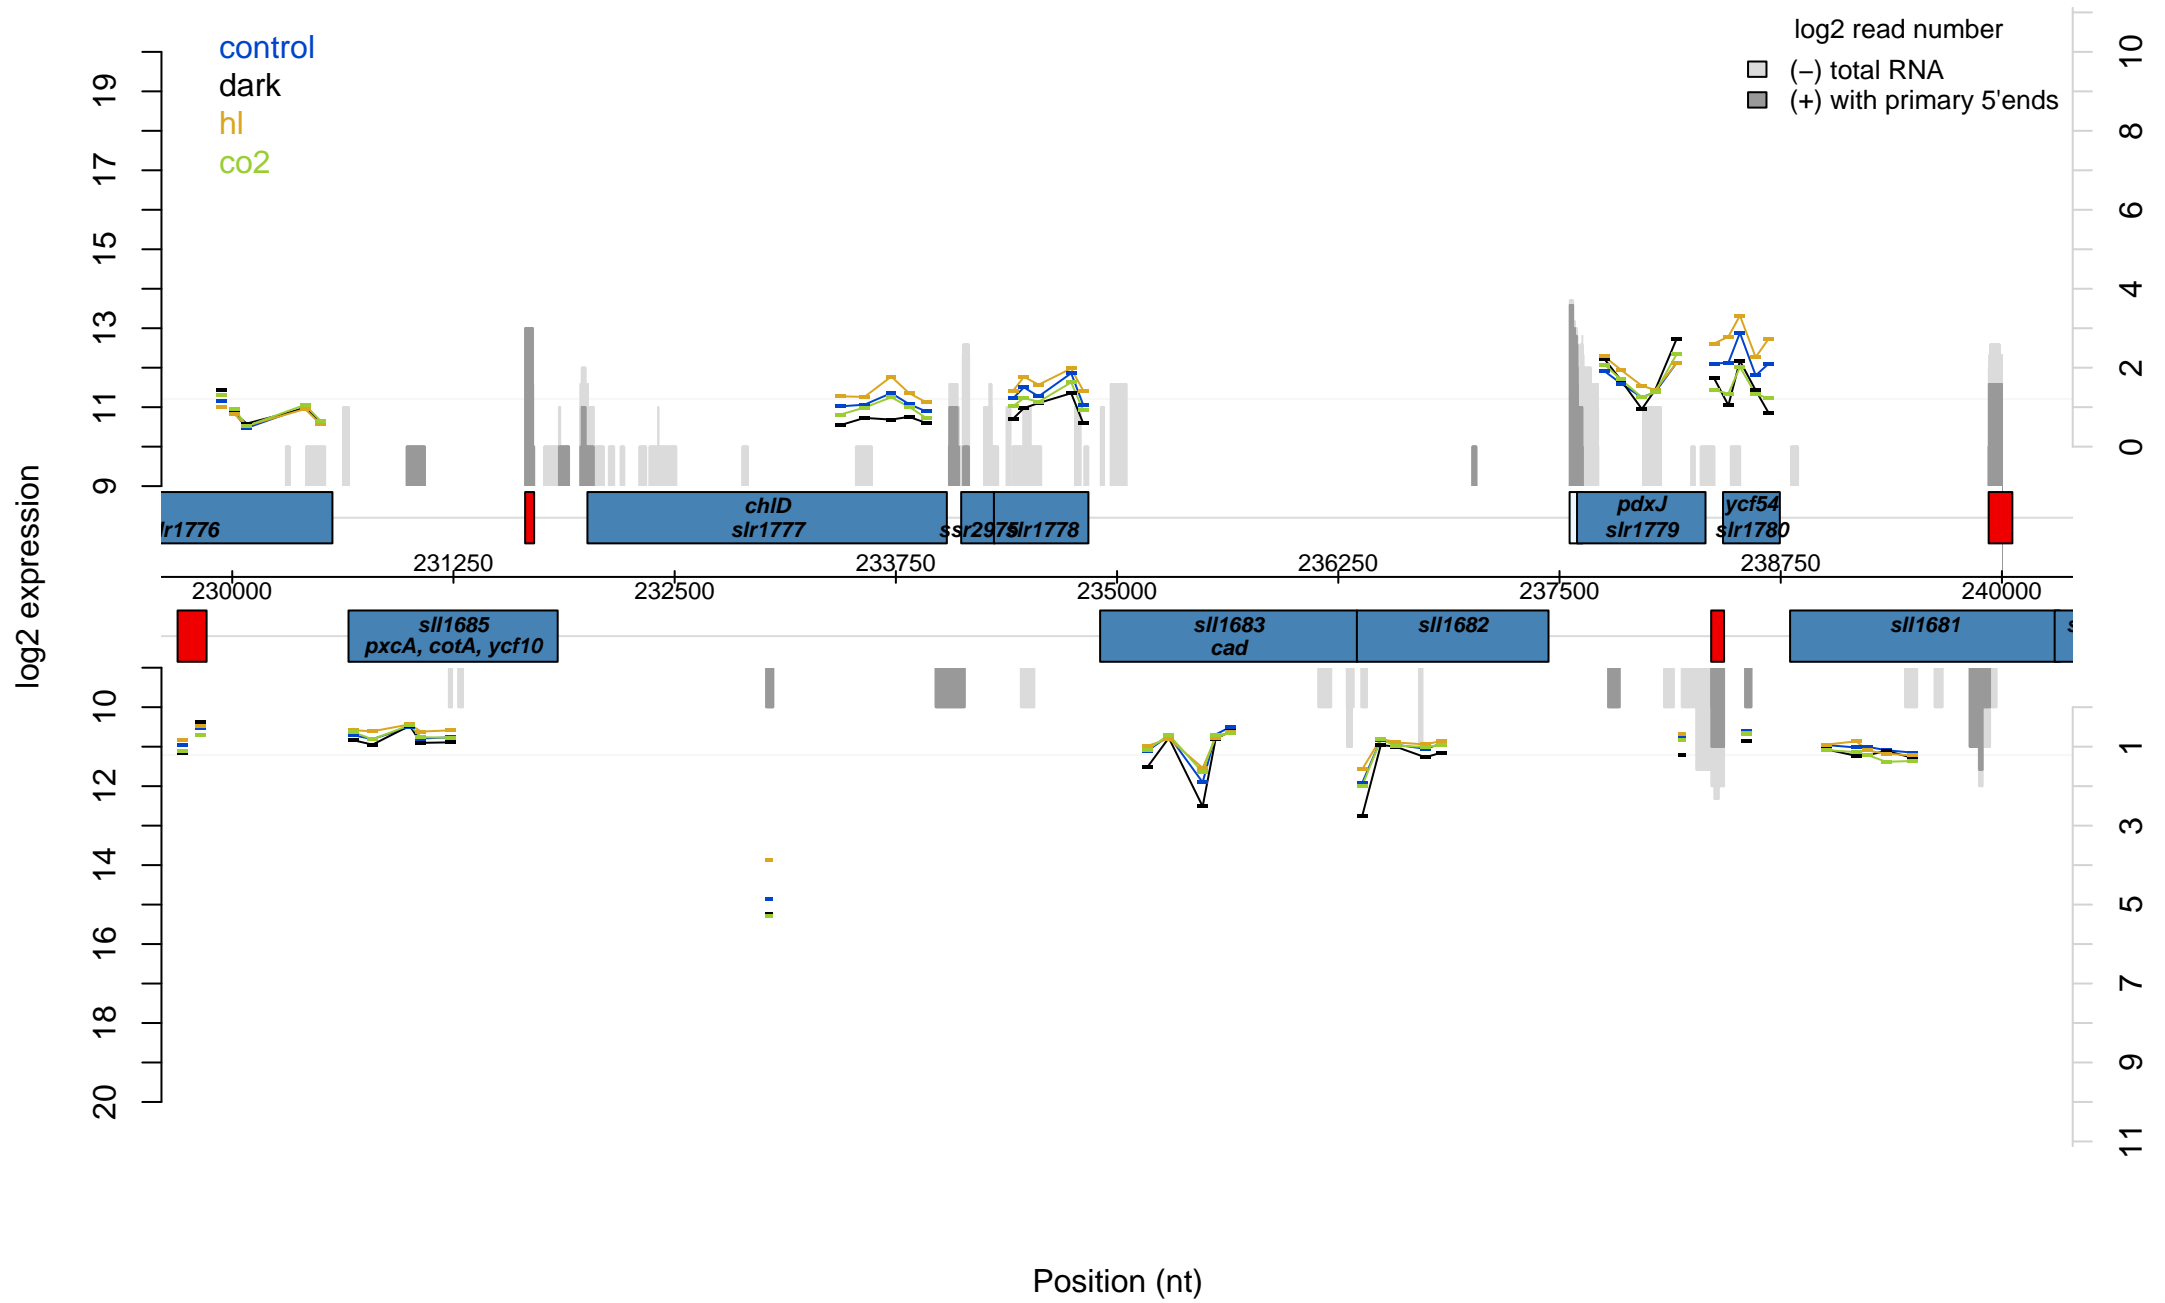 control
dark
hl
co2
log2 read number
(−) total RNA
(+) with primary 5'ends
19
17
15
13
11
9
10
8
6
4
2
0
log2 expression
lr1776
chlD
slr1777
ssr2975
slr1778
pdxJ
slr1779
ycf54
slr1780
231250
233750
236250
238750
230000
232500
235000
237500
240000
sll1685
pxcA, cotA, ycf10
sll1683
cad
sll1682
sll1681
s
10
12
14
16
18
20
1
3
5
7
9
11
Position (nt)